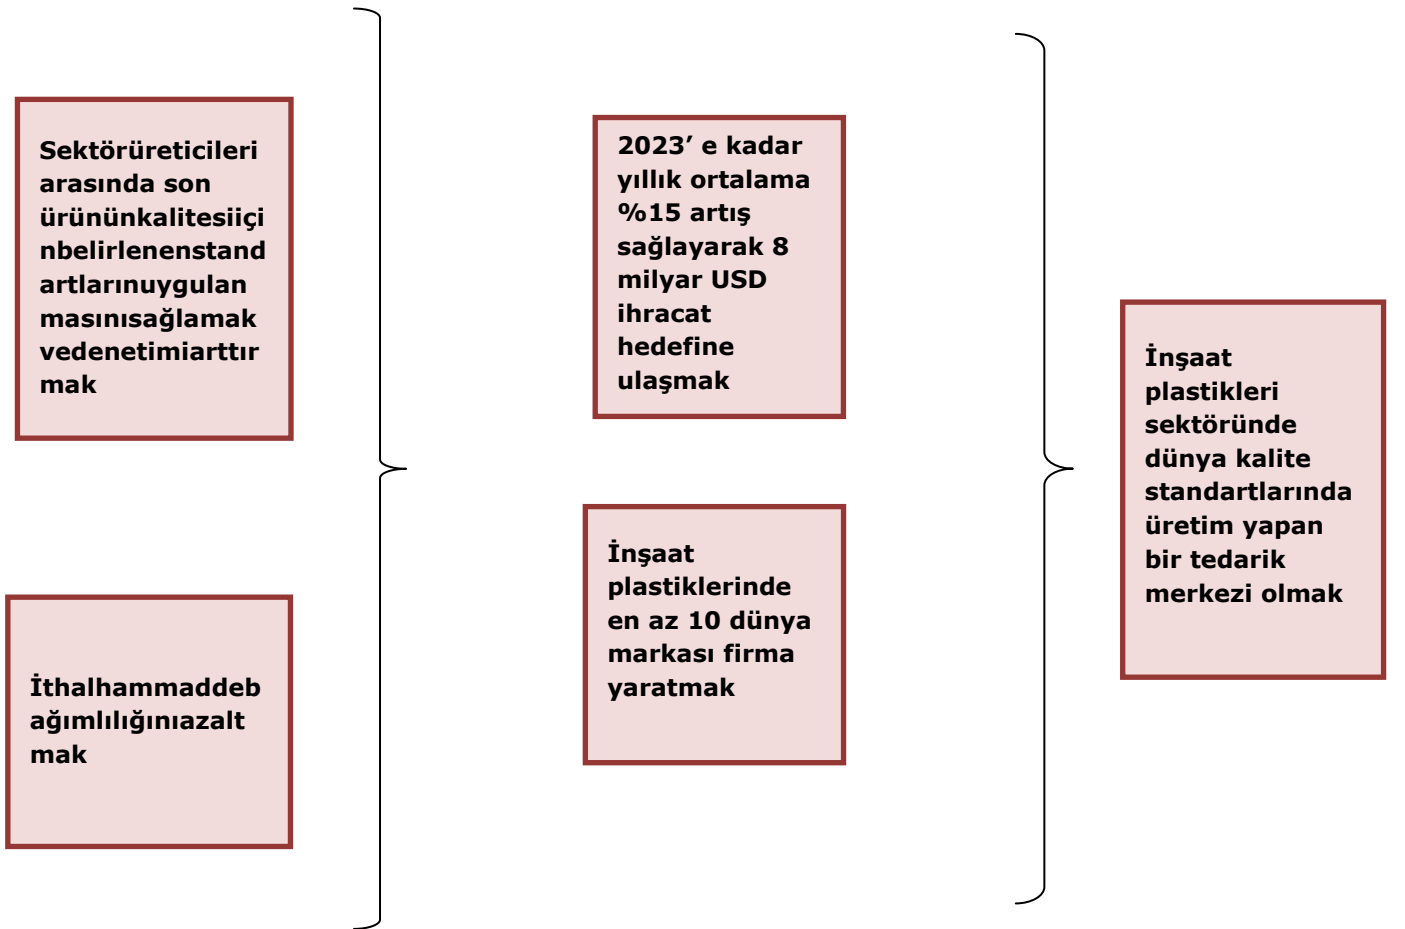 Sektörüreticileri
arasında son
ürününkalitesiiçi
nbelirlenenstand
artlarınuygulan
masınısağlamak
vedenetimiarttır
mak
İthalhammaddeb
ağımlılığınıazalt
mak
2023’ e kadar
yıllık ortalama
%15 artış
sağlayarak 8
milyar USD
ihracat
hedefine
ulaşmak
İnşaat
plastiklerinde
en az 10 dünya
markası firma
yaratmak
İnşaat
plastikleri
sektöründe
dünya kalite
standartlarında
üretim yapan
bir tedarik
merkezi olmak